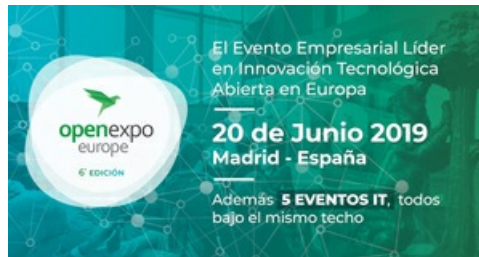 openexpo
europe
6ª EDICIÓN
El Evento Empresarial Líder
en Innovación Tecnológica
Abierta en Europa
20 de Junio 2019
Madrid - España
Además 5 EVENTOS IT, todos
bajo el mismo techo